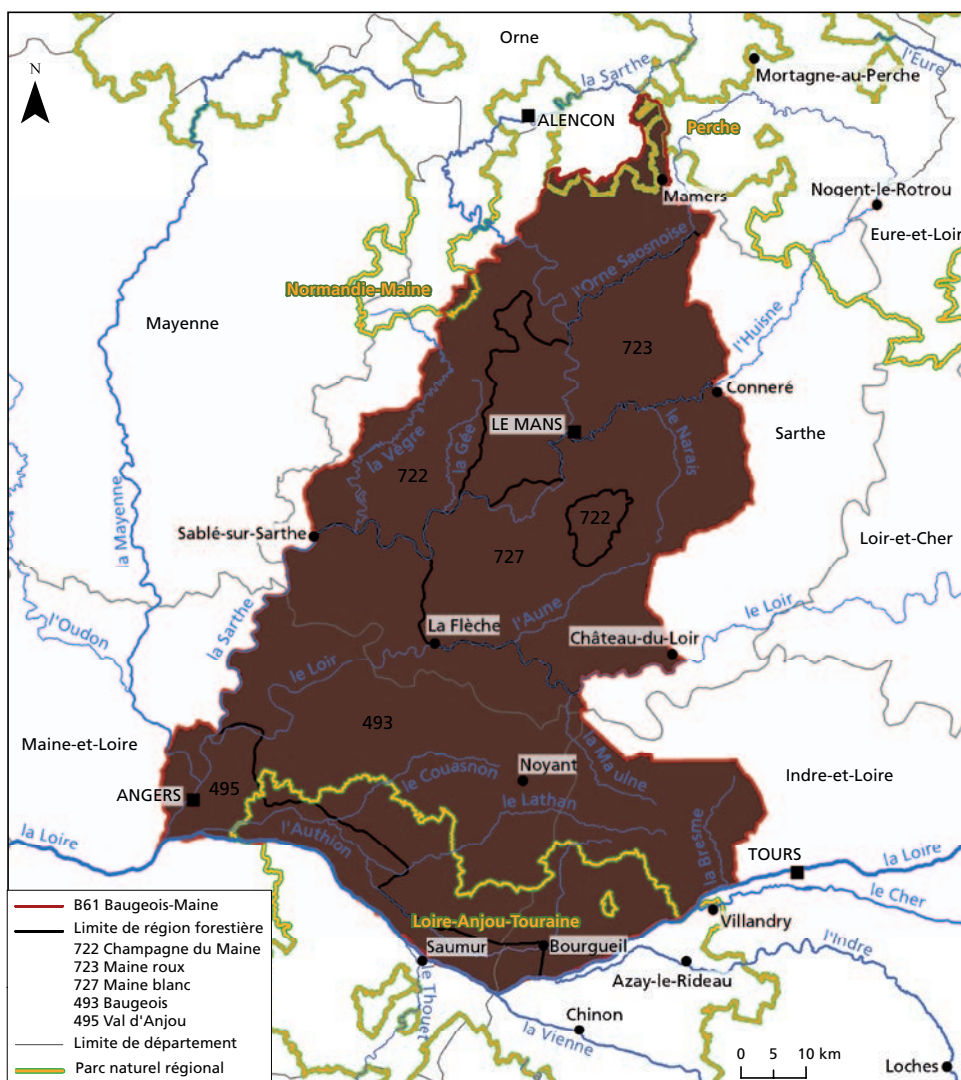 Orne
l'Eure
N
la Sarthe
Mortagne-au-Perche
ALENCON
Perche
Mamers
Nogent-le-Rotrou
Eure-et-Loir
l'Orne Saosnoise
Normandie-Maine
Mayenne
l'Huisne
723
Conneré
LE MANS
Sarthe
la Vègre
la Gée
le Narais
722
722
la Mayenne
Sablé-sur-Sarthe
Loir-et-Cher
727
l'Oudon
la Sarthe
La Flèche
l'Aune
le Loir
Château-du-Loir
le Loir
493
Maine-et-Loire
la Maulne
Noyant
Indre-et-Loire
le Couasnon
495
ANGERS
le Lathan
l'Authion
la Bresme
TOURS
la Loire
la Loire
le Cher
B61 Baugeois-Maine
Limite de région forestière
722 Champagne du Maine
723 Maine roux
727 Maine blanc
493 Baugeois
495 Val d'Anjou
Limite de département
Parc naturel régional
Loire-Anjou-Touraine
Villandry
Saumur
Bourgueil
l'Indre
Azay-le-Rideau
le Thouet
Chinon
la Vienne
0 5 10 km
Loches